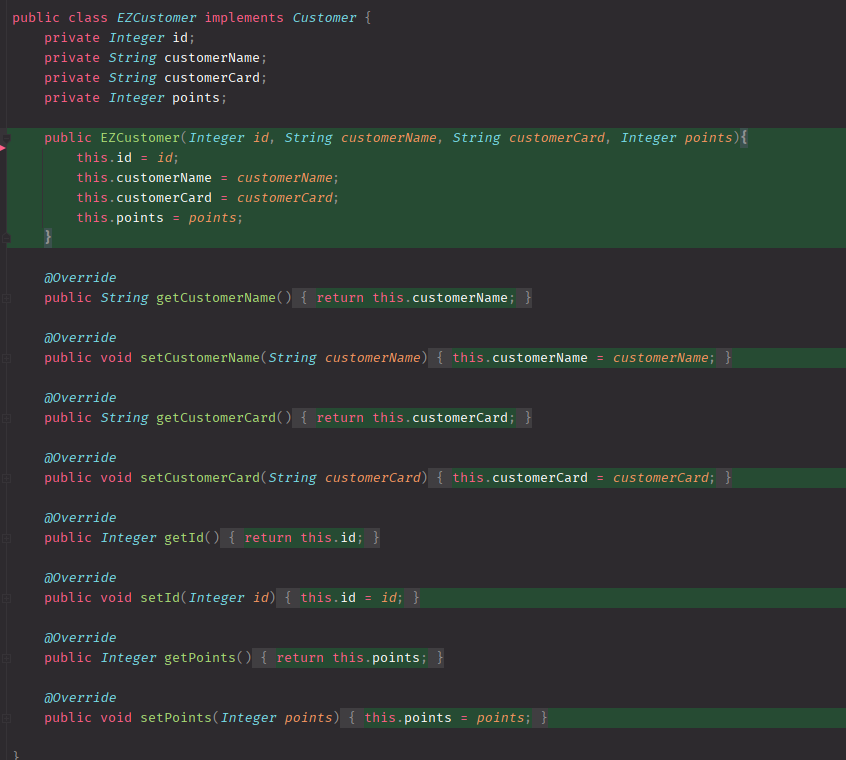 public class EZCustomer implements Customer {
    private Integer id;
    private String customerName;
    private String customerCard;
    private Integer points;

    public EZCustomer(Integer id, String customerName, String customerCard, Integer points){
        this.id = id;
        this.customerName = customerName;
        this.customerCard = customerCard;
        this.points = points;
    }

    @Override
    public String getCustomerName() { return this.customerName; }

    @Override
    public void setCustomerName(String customerName) { this.customerName = customerName; }

    @Override
    public String getCustomerCard() { return this.customerCard; }

    @Override
    public void setCustomerCard(String customerCard) { this.customerCard = customerCard; }

    @Override
    public Integer getId() { return this.id; }

    @Override
    public void setId(Integer id) { this.id = id; }

    @Override
    public Integer getPoints() { return this.points; }

    @Override
    public void setPoints(Integer points) { this.points = points; }

}